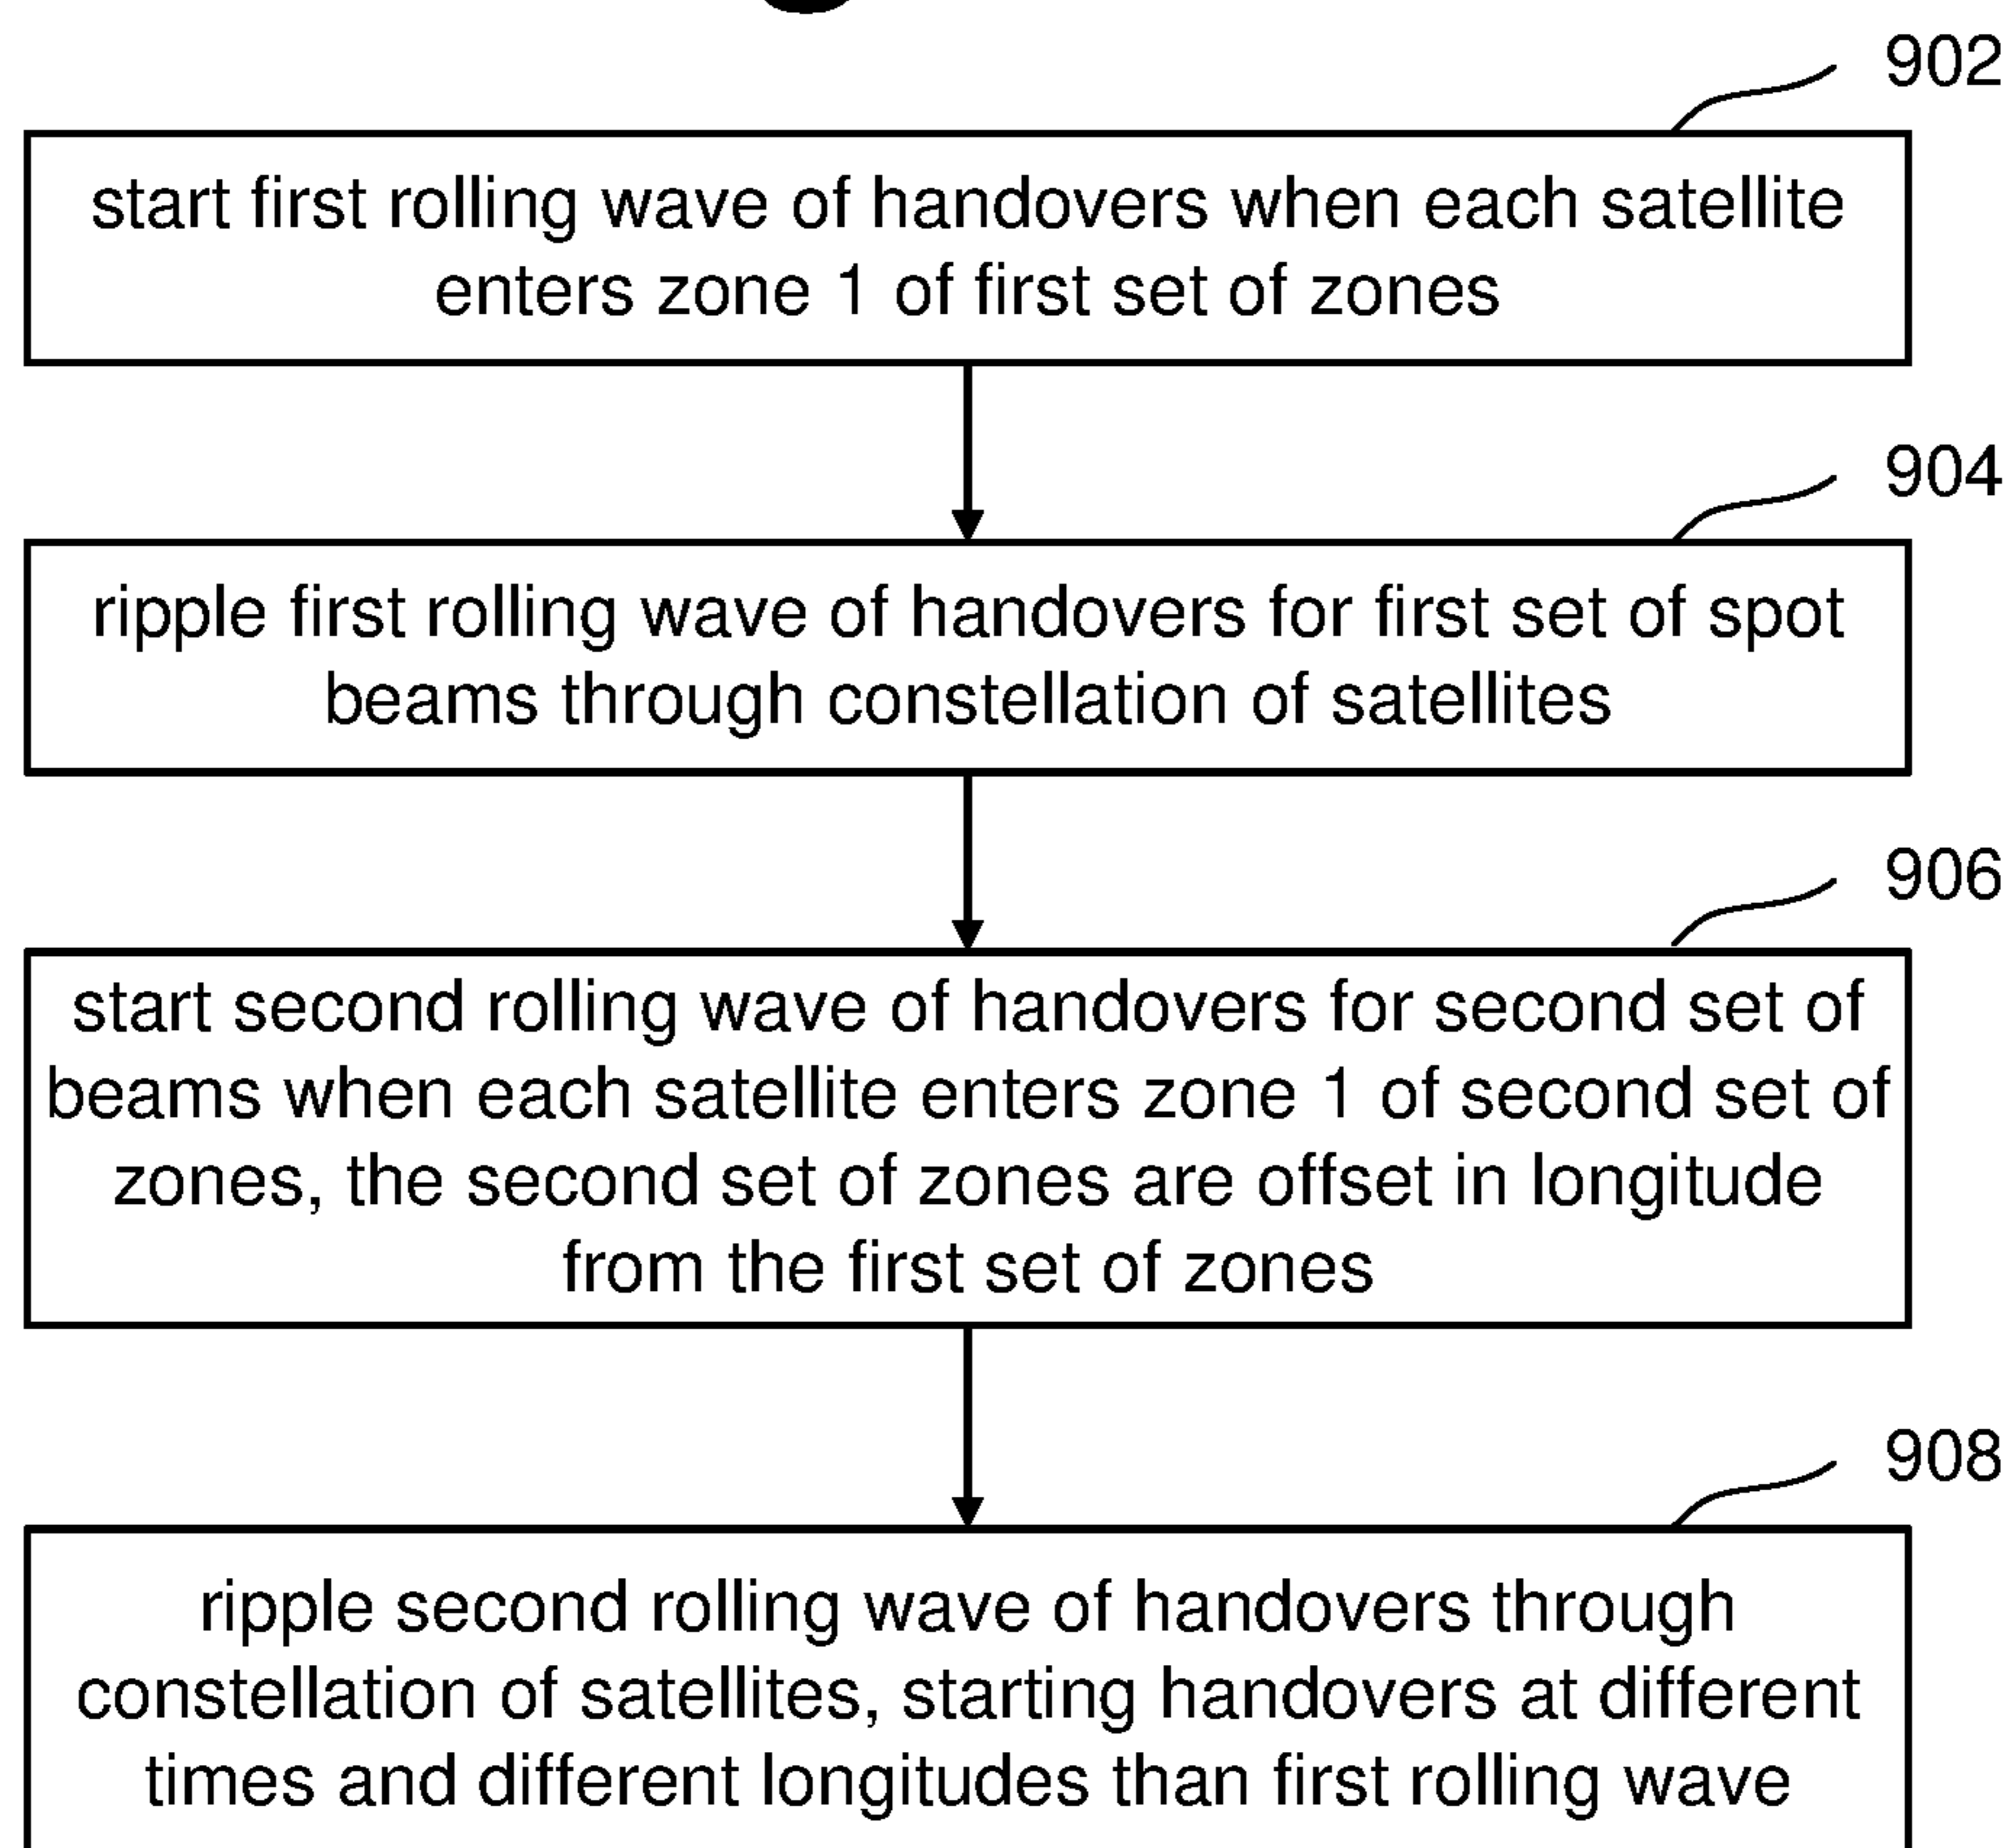 902
start first rolling wave of handovers when each satellite
enters zone 1 of first set of zones
904
ripple first rolling wave of handovers for first set of spot
beams through constellation of satellites
906
start second rolling wave of handovers for second set of
beams when each satellite enters zone 1 of second set of
zones, the second set of zones are offset in longitude
from the first set of zones
908
ripple second rolling wave of handovers through
constellation of satellites, starting handovers at different
times and different longitudes than first rolling wave